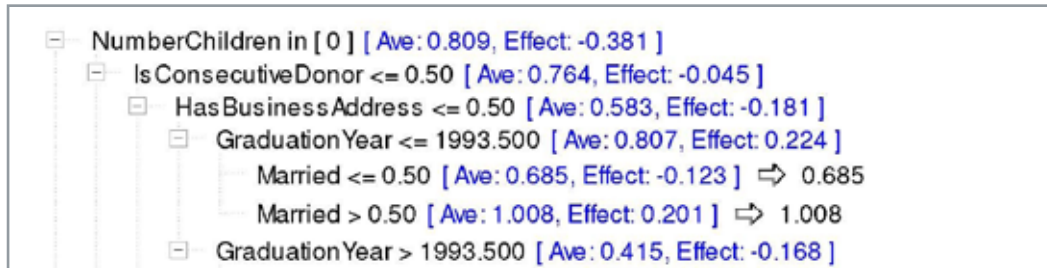 NumberChildren in [ 0 ] [ Ave: 0.809, Effect: -0.381 ]
IsConsecutiveDonor <= 0.50 [ Ave: 0.764, Effect: -0.045 ]
HasBusinessAddress <= 0.50 [ Ave: 0.583, Effect: -0.181 ]
GraduationYear <= 1993.500 [ Ave: 0.807, Effect: 0.224 ]
Married <= 0.50 [ Ave: 0.685, Effect: -0.123 ] ⇨ 0.685
Married > 0.50 [ Ave: 1.008, Effect: 0.201 ] ⇨ 1.008
GraduationYear > 1993.500 [ Ave: 0.415, Effect: -0.168 ]